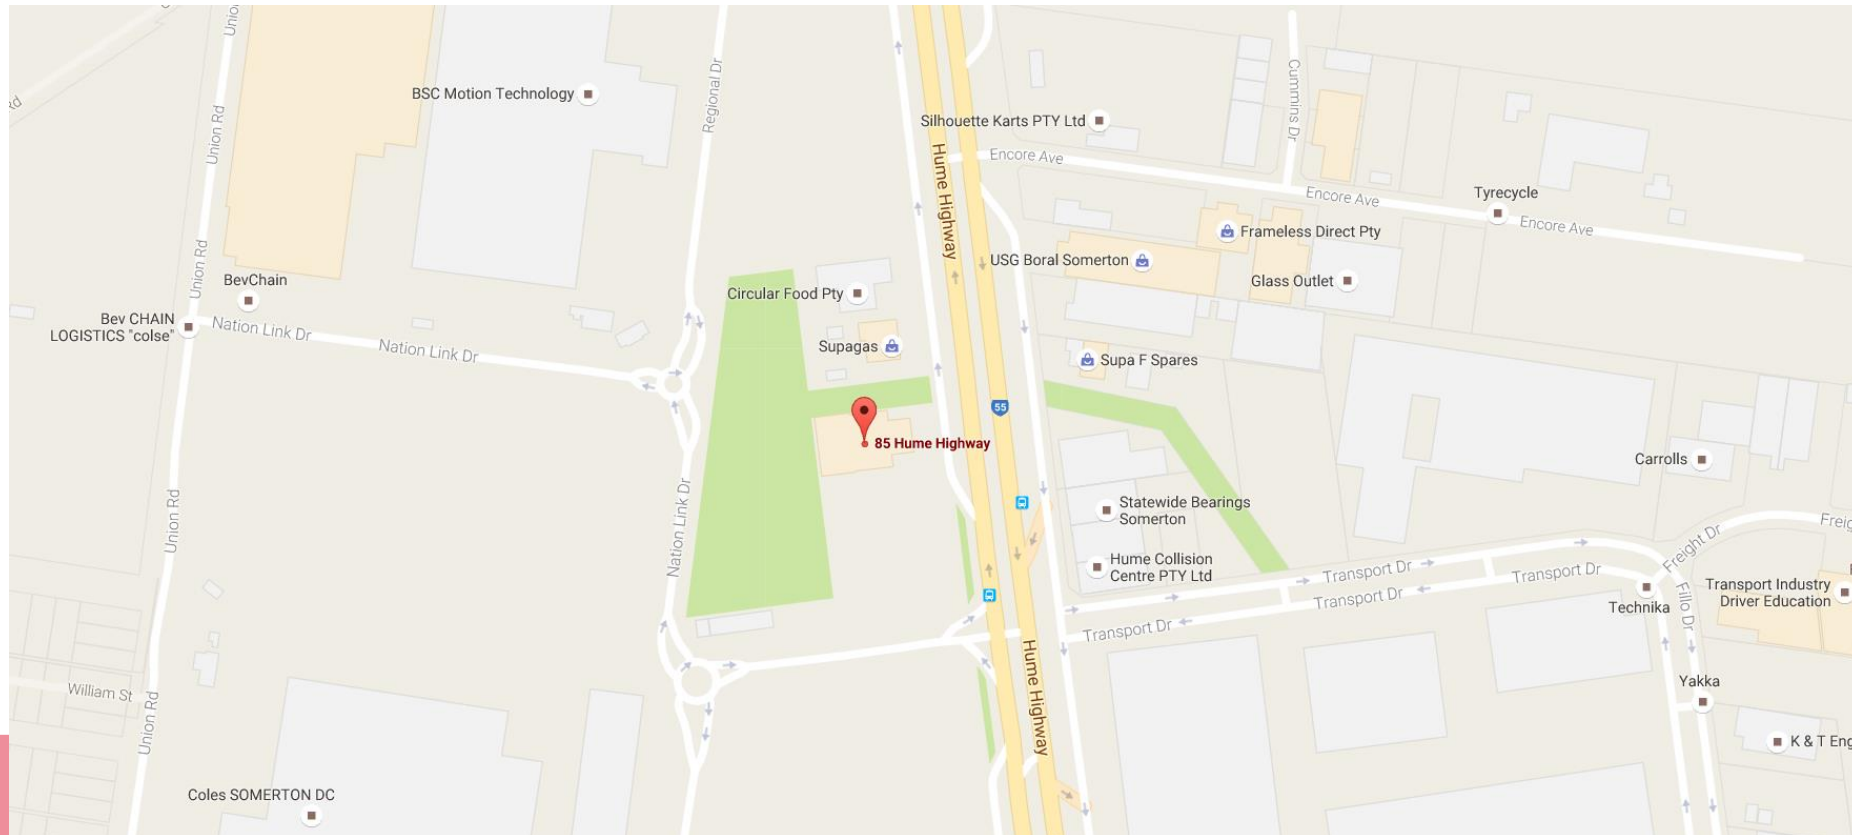 Union Rd
Rd
BSC Motion Technology
Regional Dr
Union Rd
Silhouette Karts PTY Ltd
Cummins Dr
Encore Ave
Hume Highway
Encore Ave
Tyrecycle
Encore Ave
Frameless Direct Pty
USG Boral Somerton
Glass Outlet
Union Rd
BevChain
Circular Food Pty
Bev CHAIN
LOGISTICS "colse"
Nation Link Dr
Nation Link Dr
Supagas
Supa F Spares
55
85 Hume Highway
Carrolls
Statewide Bearings
Somerton
Union Rd
Nation Link Dr
Freight Dr
Freig
Hume Collision
Centre PTY Ltd
Transport Dr
Transport Dr
Transport Dr
Transport Dr
Technika
Fillo Dr
Transport Industry
Driver Education
William St
Union Rd
Hume Highway
Yakka
K & T Eng
Coles SOMERTON DC